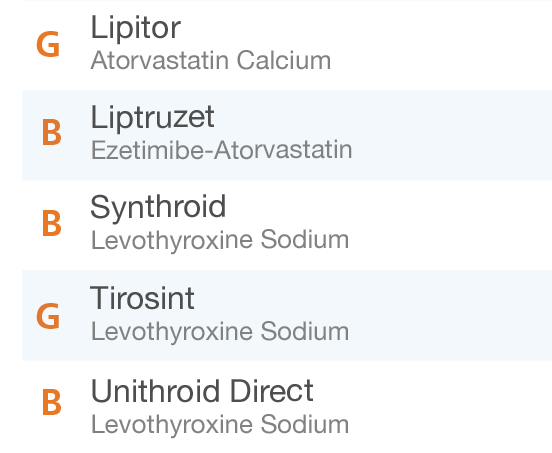 G Lipitor
Atorvastatin Calcium
B Liptruzet
Ezetimibe-Atorvastatin
B Synthroid
Levothyroxine Sodium
G Tirosint
Levothyroxine Sodium
B Unithroid Direct
Levothyroxine Sodium